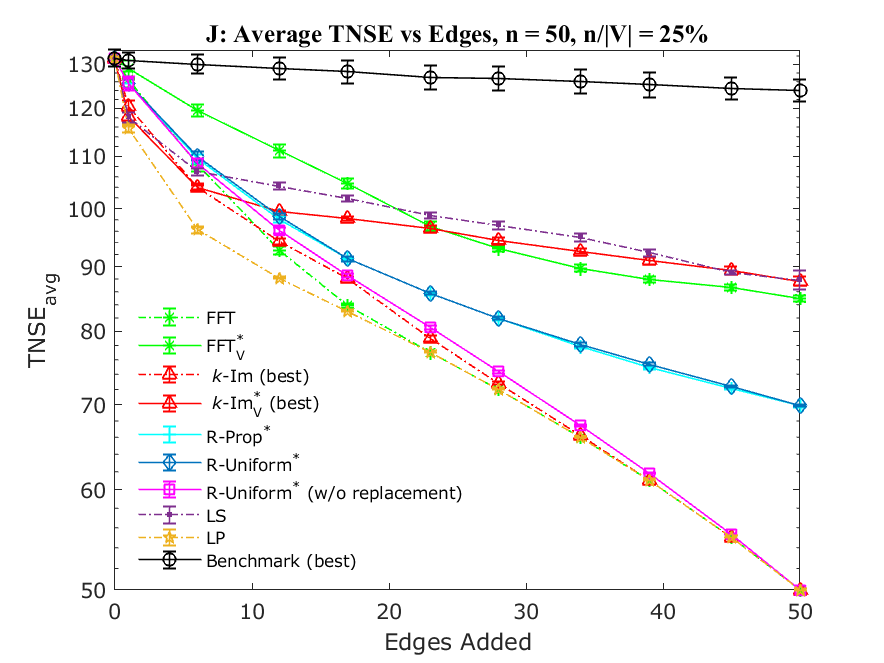 J: Average TNSE vs Edges, n = 50, n/|V| = 25%
TNSE_avg
130
120
110
100
90
80
70
60
50
FFT
FFT*_V
k-Im (best)
k-Im*_V (best)
R-Prop*
R-Uniform*
R-Uniform* (w/o replacement)
LS
LP
Benchmark (best)
0 10 20 30 40 50
Edges Added